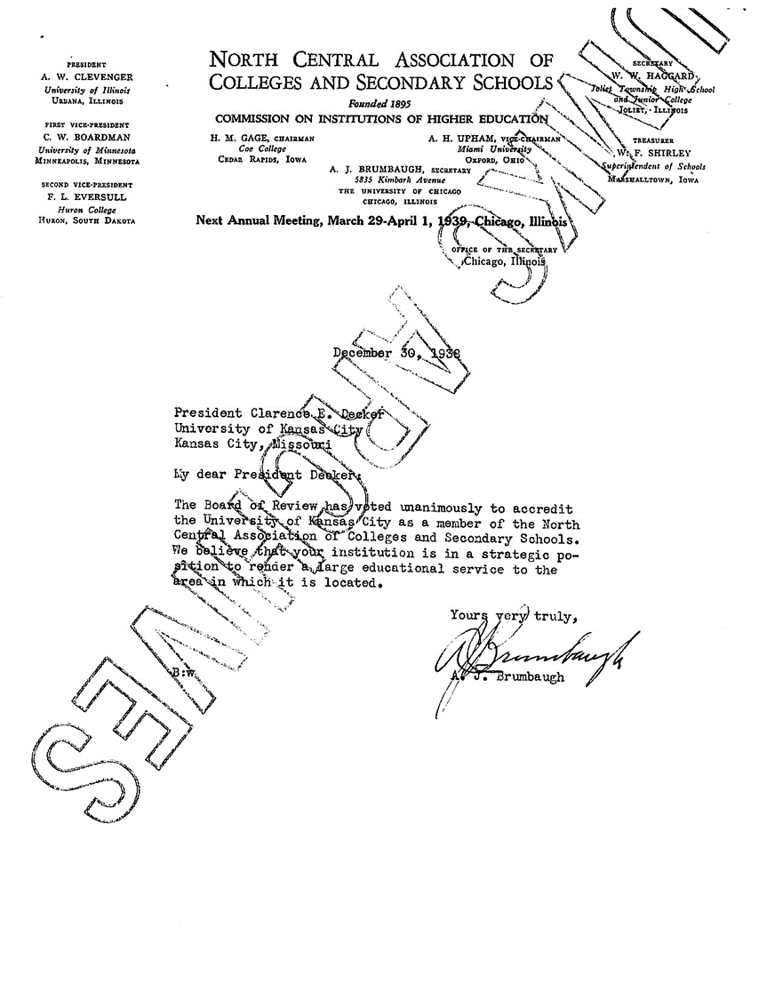 PRESIDENT
A. W. CLEVENGER
University of Illinois
URBANA, ILLINOIS
FIRST VICE-PRESIDENT
C. W. BOARDMAN
University of Minnesota
MINNEAPOLIS, MINNESOTA
SECOND VICE-PRESIDENT
F. L. EVERSULL
Huron College
HURON, SOUTH DAKOTA
NORTH CENTRAL ASSOCIATION OF
COLLEGES AND SECONDARY SCHOOLS
Founded 1895
COMMISSION ON INSTITUTIONS OF HIGHER EDUCATION
H. M. GAGE, CHAIRMAN
Coe College
CEDAR RAPIDS, IOWA
A. H. UPHAM, VICE-CHAIRMAN
Miami University
OXFORD, OHIO
A. J. BRUMBAUGH, SECRETARY
5835 Kimbark Avenue
THE UNIVERSITY OF CHICAGO
CHICAGO, ILLINOIS
Next Annual Meeting, March 29-April 1, 1939, Chicago, Illinois
SECRETARY
W. W. HAGGARD
Joliet Township High School
and Junior College
JOLIET, ILLINOIS
TREASURER
W. F. SHIRLEY
Superintendent of Schools
MARSHALLTOWN, IOWA
OFFICE OF THE SECRETARY
Chicago, Illinois
December 30, 1938
President Clarence E. Decker
University of Kansas City
Kansas City, Missouri
My dear President Decker:
The Board of Review has voted unanimously to accredit
the University of Kansas City as a member of the North
Central Association of Colleges and Secondary Schools.
We believe that your institution is in a strategic po-
sition to render a large educational service to the
area in which it is located.
Yours very truly,
A J Brumbaugh
A. J. Brumbaugh
B:w
UMKC ARCHIVES